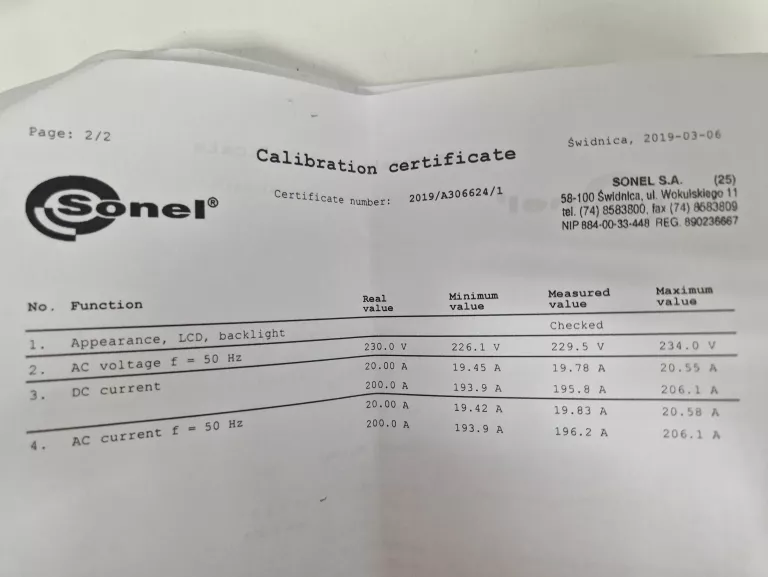 Page: 2/2
Świdnica, 2019-03-06
Calibration certificate
Sonel®
Certificate number: 2019/A306624/1
SONEL S.A. (25)
58-100 Świdnica, ul. Wokulskiego 11
tel. (74) 8583800, fax (74) 8583809
NIP 884-00-33-448 REG. 890236667
No. Function Real value Minimum value Measured value Maximum value
1. Appearance, LCD, backlight Checked
2. AC voltage f = 50 Hz 230.0 V 226.1 V 229.5 V 234.0 V
3. DC current 20.00 A 19.45 A 19.78 A 20.55 A
200.0 A 193.9 A 195.8 A 206.1 A
4. AC current f = 50 Hz 20.00 A 19.42 A 19.83 A 20.58 A
200.0 A 193.9 A 196.2 A 206.1 A